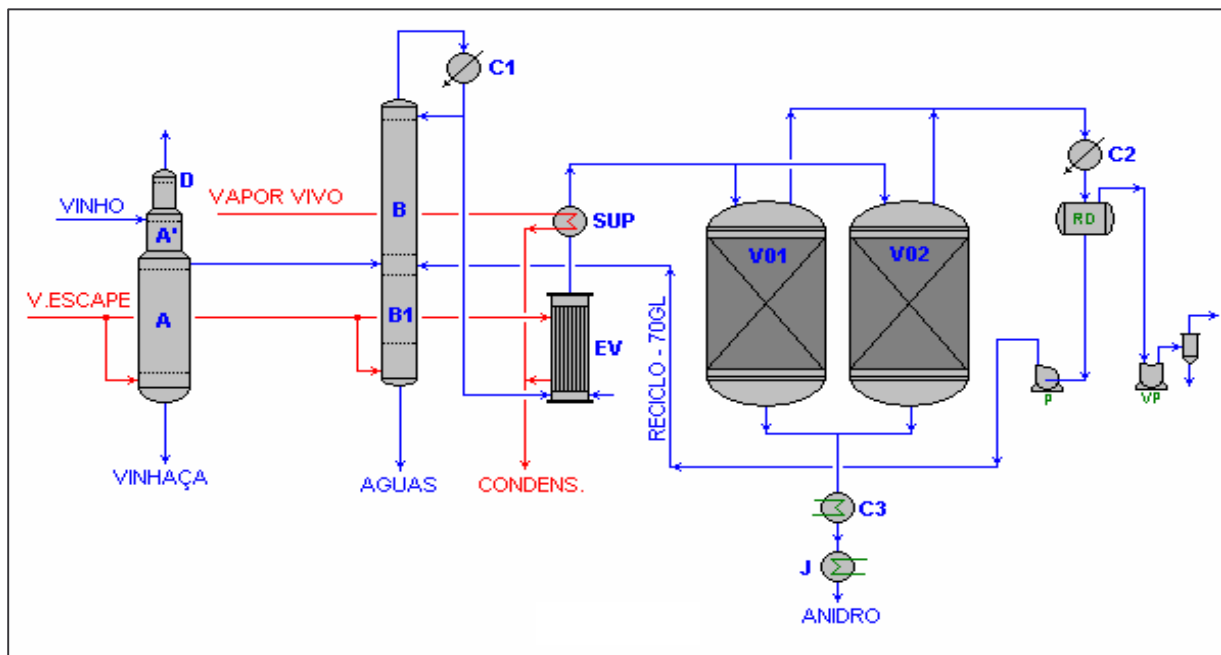 C1
D
VINHO
A'
VAPOR VIVO
B
SUP
C2
RD
V01
V02
V.ESCAPE
A
B1
EV
RECICLO - 70GL
P
VP
VINHAÇA
AGUAS
CONDENS.
C3
J
ANIDRO